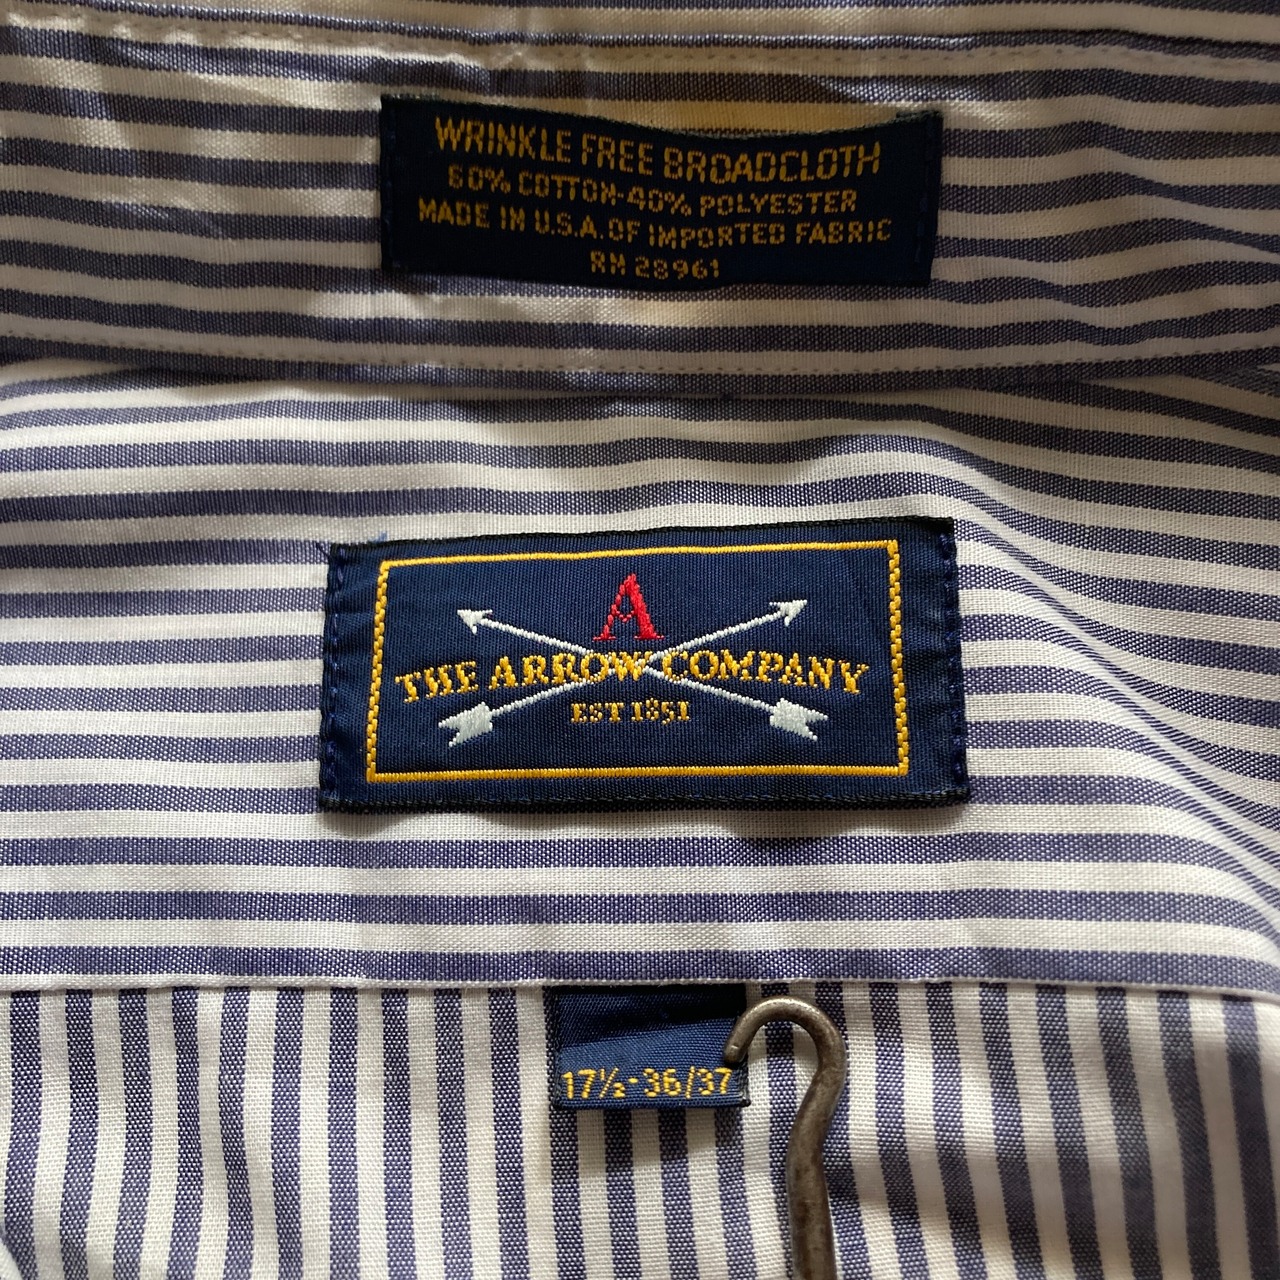 WRINKLE FREE BROADCLOTH
60% COTTON-40% POLYESTER
MADE IN U.S.A. OF IMPORTED FABRIC
RN 28961
A
THE ARROW COMPANY
EST 1851
17½-36/37